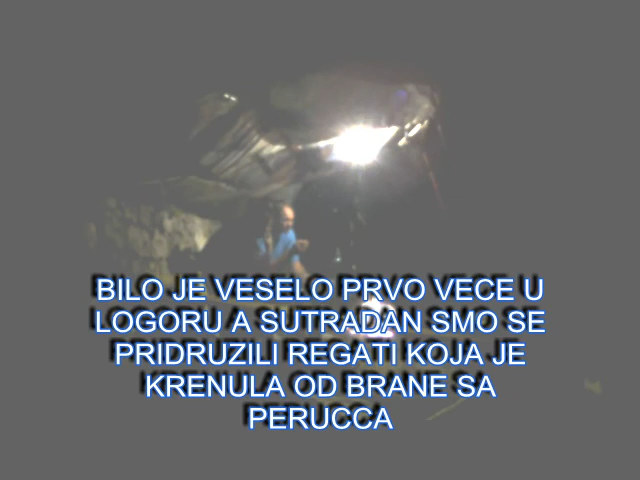 BILO JE VESELO PRVO VECE U
LOGORU A SUTRADAN SMO SE
PRIDRUZILI REGATI KOJA JE
KRENULA OD BRANE SA
PERUCCA